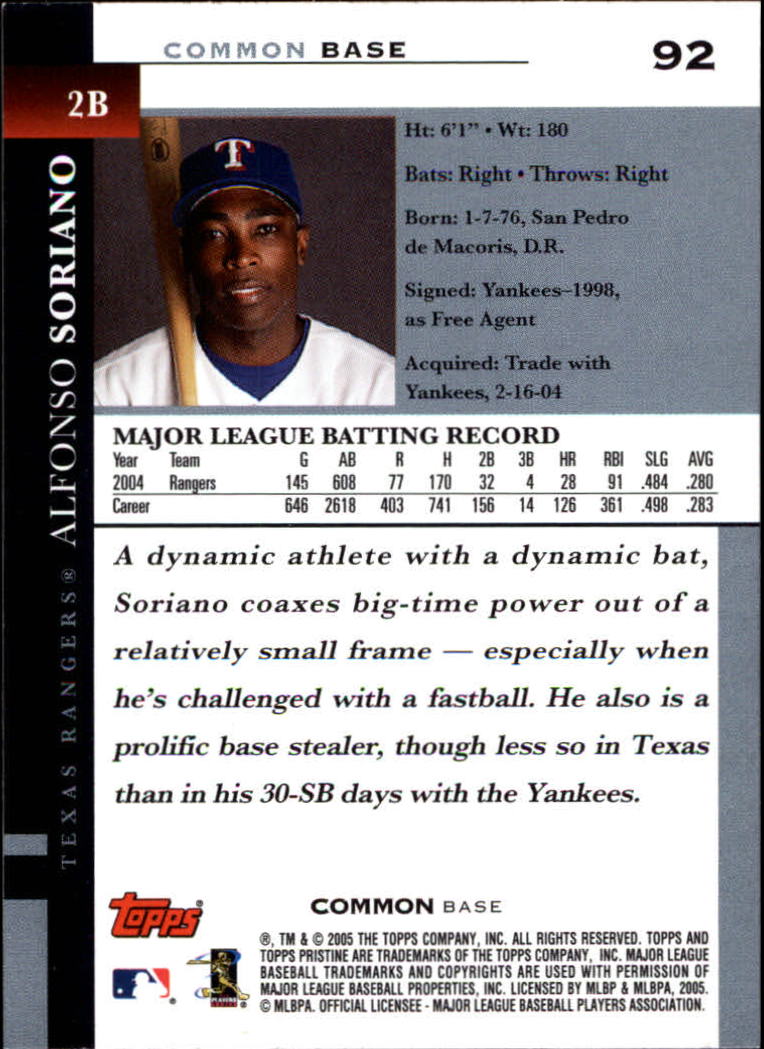 COMMON BASE
92
2B
ALFONSO SORIANO
TEXAS RANGERS®
T
Ht: 6'1" • Wt: 180
Bats: Right • Throws: Right
Born: 1-7-76, San Pedro
de Macoris, D.R.
Signed: Yankees–1998,
as Free Agent
Acquired: Trade with
Yankees, 2-16-04
MAJOR LEAGUE BATTING RECORD
Year Team G AB R H 2B 3B HR RBI SLG AVG
2004 Rangers 145 608 77 170 32 4 28 91 .484 .280
Career 646 2618 403 741 156 14 126 361 .498 .283
A dynamic athlete with a dynamic bat,
Soriano coaxes big-time power out of a
relatively small frame — especially when
he's challenged with a fastball. He also is a
prolific base stealer, though less so in Texas
than in his 30-SB days with the Yankees.
topps®
COMMON BASE
®, TM & © 2005 THE TOPPS COMPANY, INC. ALL RIGHTS RESERVED. TOPPS AND
TOPPS PRISTINE ARE TRADEMARKS OF THE TOPPS COMPANY, INC. MAJOR LEAGUE
BASEBALL TRADEMARKS AND COPYRIGHTS ARE USED WITH PERMISSION OF
MAJOR LEAGUE BASEBALL PROPERTIES, INC. LICENSED BY MLBP & MLBPA, 2005.
© MLBPA. OFFICIAL LICENSEE - MAJOR LEAGUE BASEBALL PLAYERS ASSOCIATION.
PLAYERS